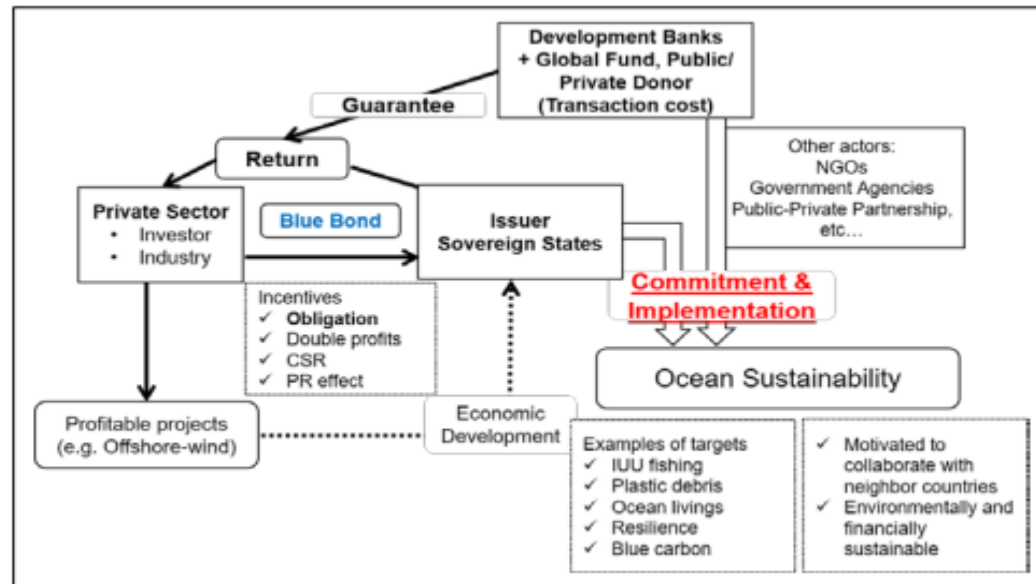 Development Banks
+ Global Fund, Public/
Private Donor
(Transaction cost)
Guarantee
Return
Other actors:
NGOs
Government Agencies
Public-Private Partnership,
etc…
Private Sector
• Investor
• Industry
Blue Bond
Issuer
Sovereign States
Commitment &
Implementation
Incentives
✓ Obligation
✓ Double profits
✓ CSR
✓ PR effect
Ocean Sustainability
Profitable projects
(e.g. Offshore-wind)
Economic
Development
Examples of targets
✓ IUU fishing
✓ Plastic debris
✓ Ocean livings
✓ Resilience
✓ Blue carbon
✓ Motivated to
collaborate with
neighbor countries
✓ Environmentally and
financially
sustainable